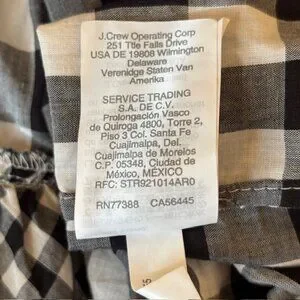 J.Crew Operating Corp
251 Ttle Falls Drive
USA DE 19808 Wilmington
Delaware
Verenidge Staten Van
Amerika
SERVICE TRADING
S.A. DE C.V.
Prolongación Vasco
de Quiroga 4800, Torre 2,
Piso 3 Col. Santa Fe
Cuajimalpa, Del.
Cuajimalpa de Morelos
C.P. 05348, Ciudad de
México, MÉXICO
RFC: STR921014AR0
RN77388 CA56445